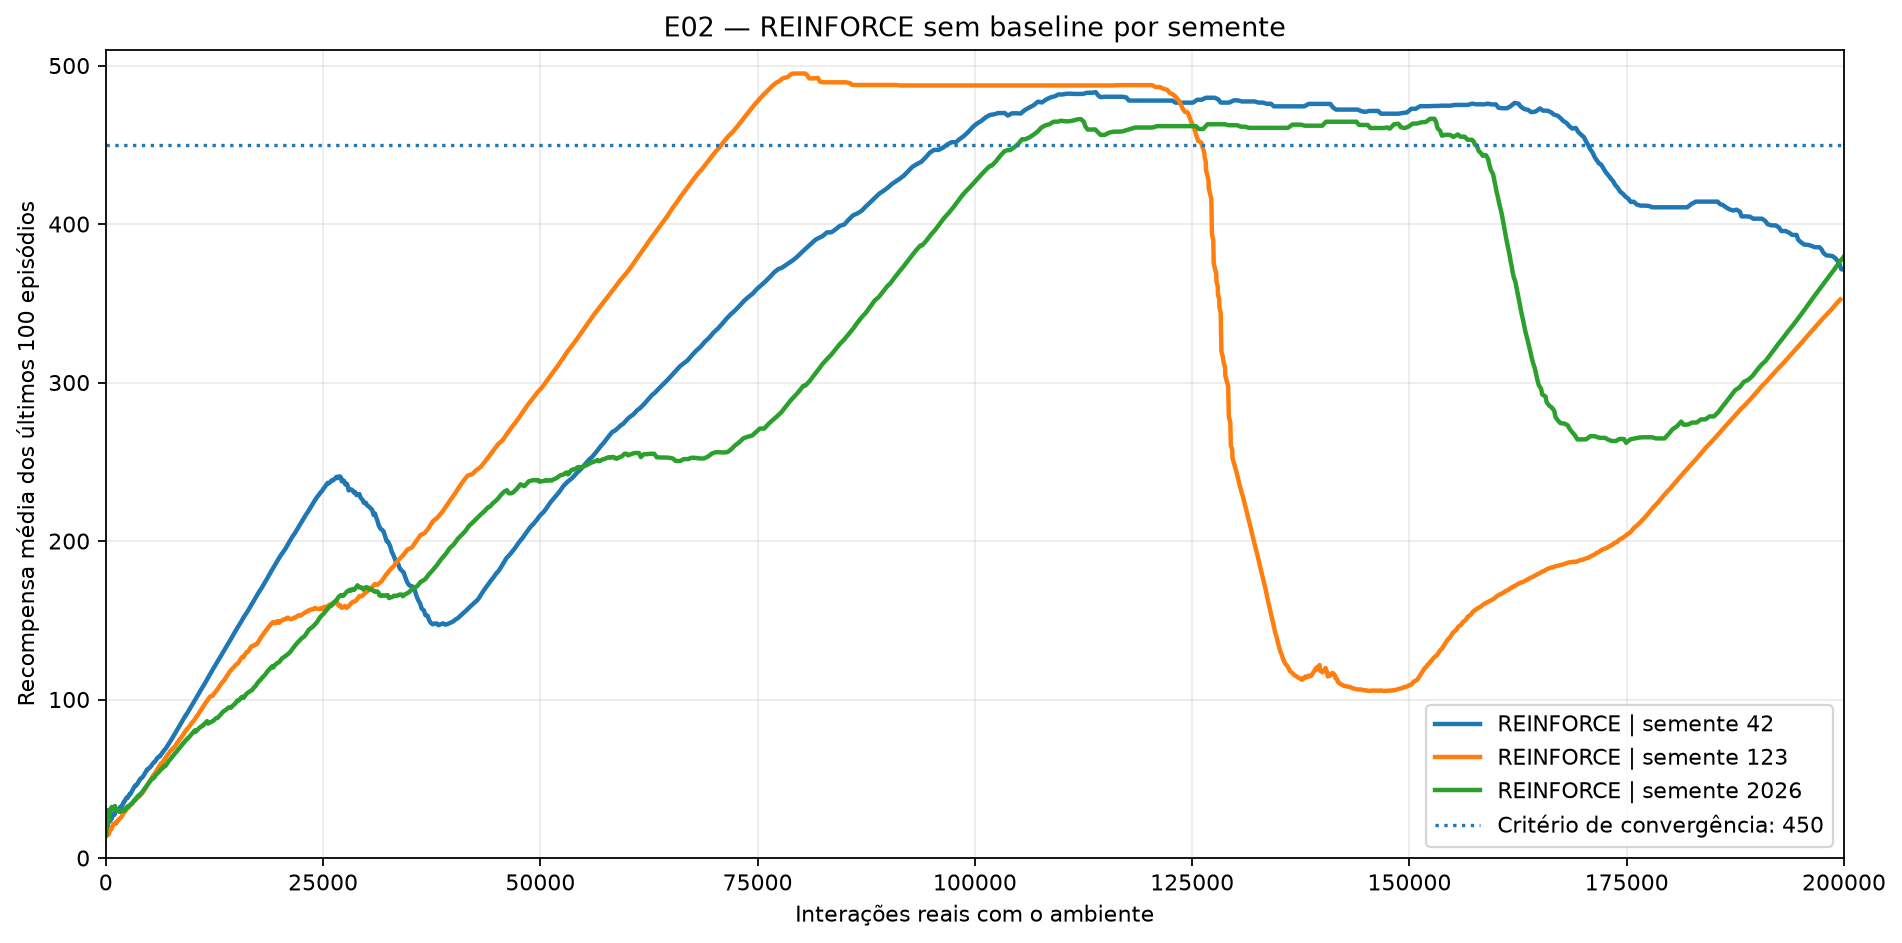 E02 — REINFORCE sem baseline por semente
Recompensa média dos últimos 100 episódios
500
400
300
200
100
0
0 25000 50000 75000 100000 125000 150000 175000 200000
Interações reais com o ambiente
REINFORCE | semente 42
REINFORCE | semente 123
REINFORCE | semente 2026
Critério de convergência: 450